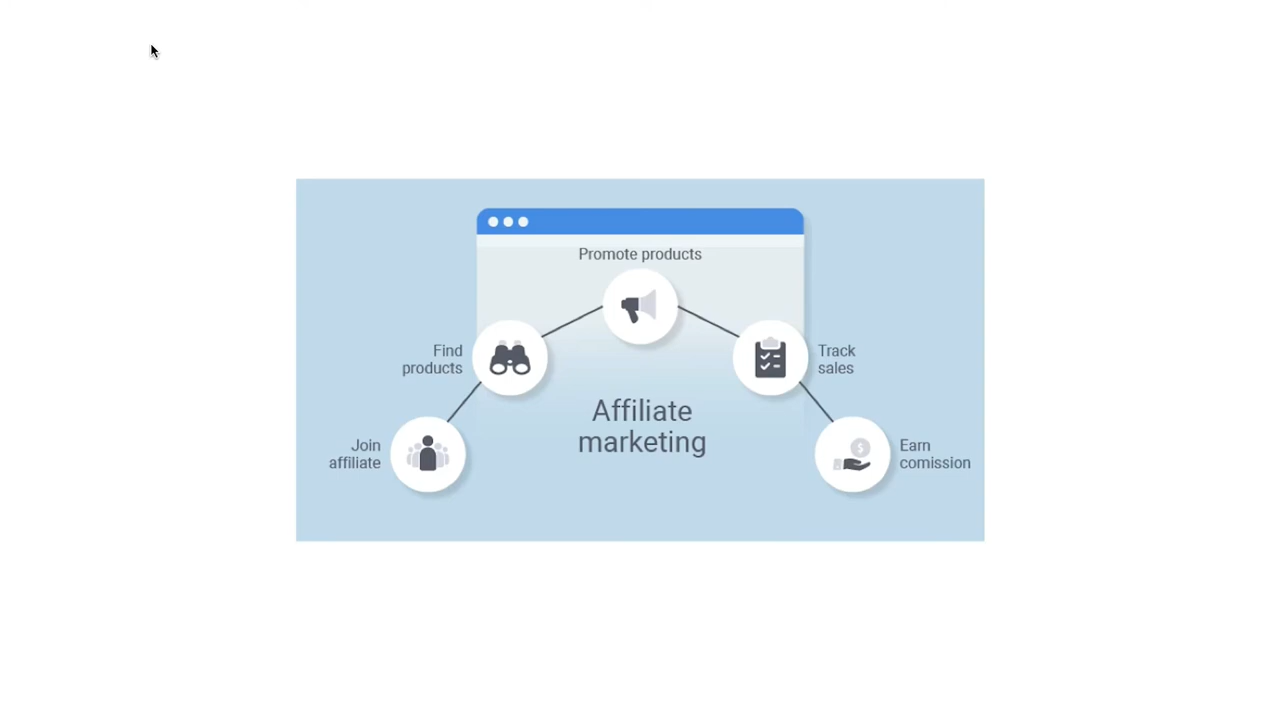 Promote products
Find
products
Track
sales
Affiliate
marketing
Join
affiliate
Earn
comission